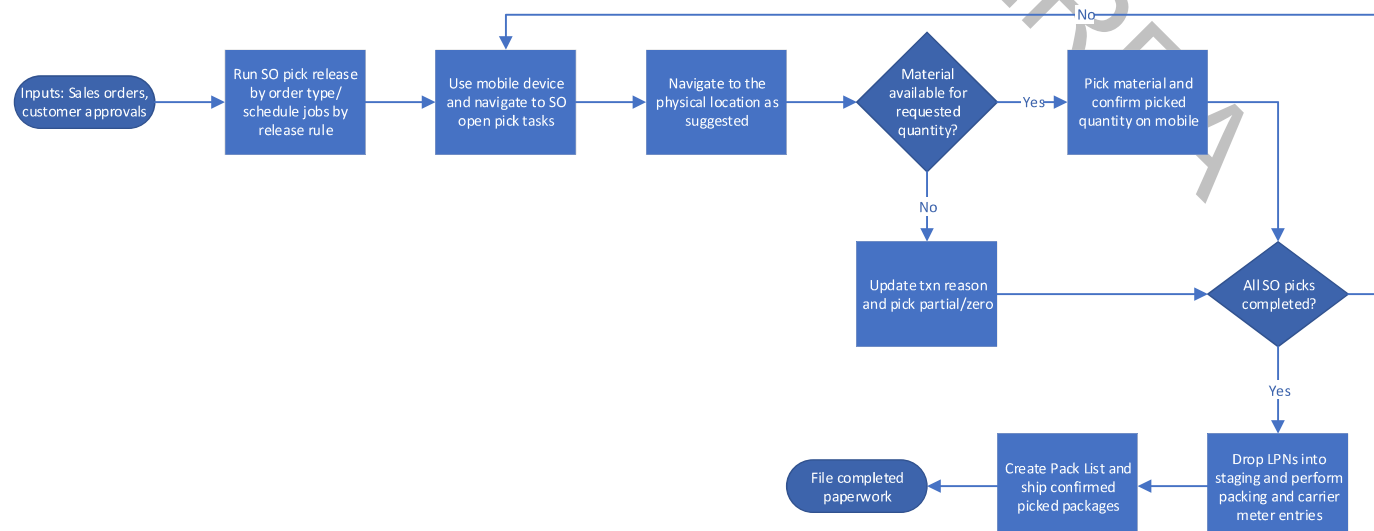 No
Inputs: Sales orders,
customer approvals
Run SO pick release
by order type/
schedule jobs by
release rule
Use mobile device
and navigate to SO
open pick tasks
Navigate to the
physical location as
suggested
Material
available for
requested
quantity?
Yes
Pick material and
confirm picked
quantity on mobile
No
Update txn reason
and pick partial/zero
All SO picks
completed?
Yes
Drop LPNs into
staging and perform
packing and carrier
meter entries
Create Pack List and
ship confirmed
picked packages
File completed
paperwork